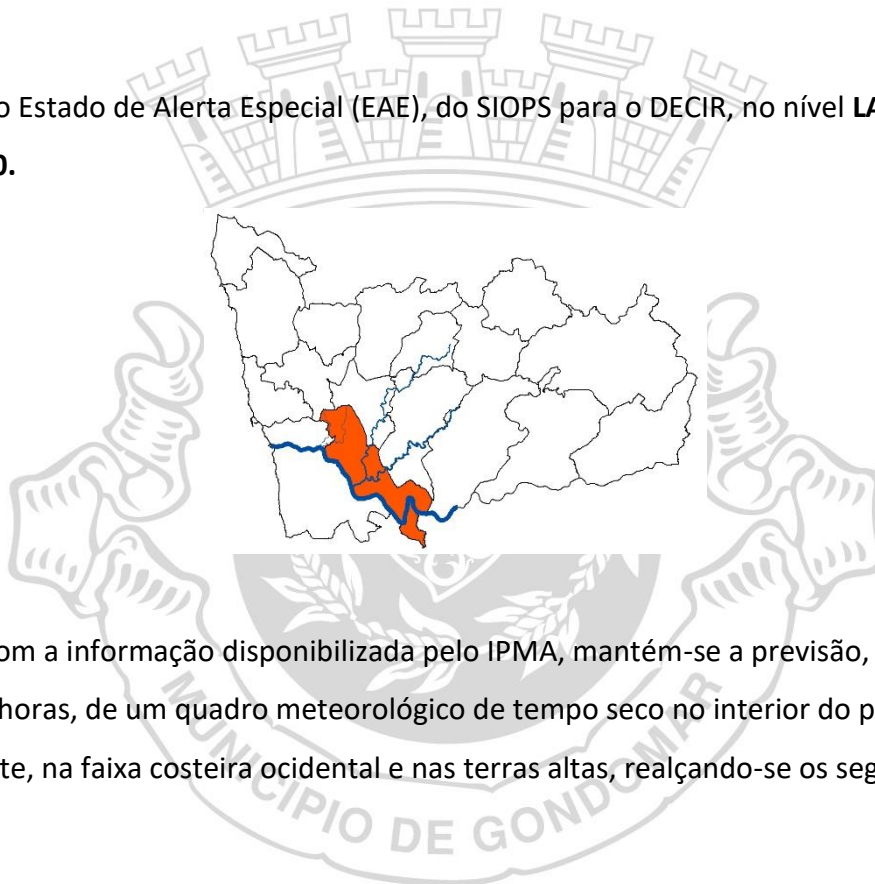 o Estado de Alerta Especial (EAE), do SIOPS para o DECIR, no nível
om a informação disponibilizada pelo IPMA, mantém-se a previsão,
horas, de um quadro meteorológico de tempo seco no interior do
te, na faixa costeira ocidental e nas terras altas, realçando-se os
MUNICÍPIO DE GONDOMAR